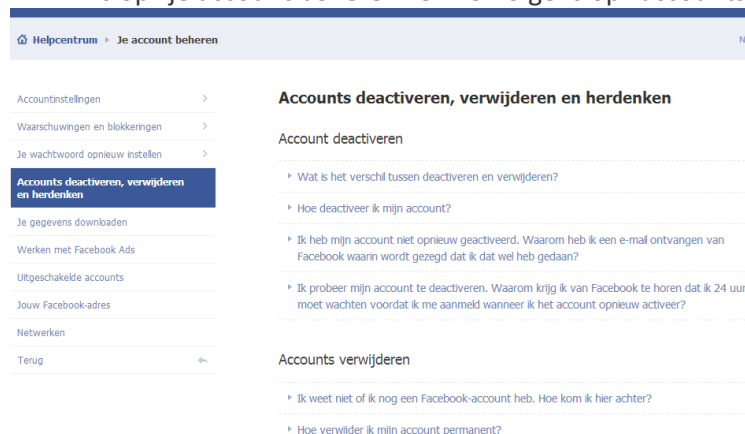 Helpcentrum ▸ Je account beheren
Accountinstellingen
Waarschuwingen en blokkeringen
Je wachtwoord opnieuw instellen
Accounts deactiveren, verwijderen
en herdenken
Je gegevens downloaden
Werken met Facebook Ads
Uitgeschakelde accounts
Jouw Facebook-adres
Netwerken
Terug
Accounts deactiveren, verwijderen en herdenken
Account deactiveren
Wat is het verschil tussen deactiveren en verwijderen?
Hoe deactiveer ik mijn account?
Ik heb mijn account niet opnieuw geactiveerd. Waarom heb ik een e-mail ontvangen van
Facebook waarin wordt gezegd dat ik dat wel heb gedaan?
Ik probeer mijn account te deactiveren. Waarom krijg ik van Facebook te horen dat ik 24 uur
moet wachten voordat ik me aanmeld wanneer ik het account opnieuw activeer?
Accounts verwijderen
Ik weet niet of ik nog een Facebook-account heb. Hoe kom ik hier achter?
Hoe verwijder ik mijn account permanent?